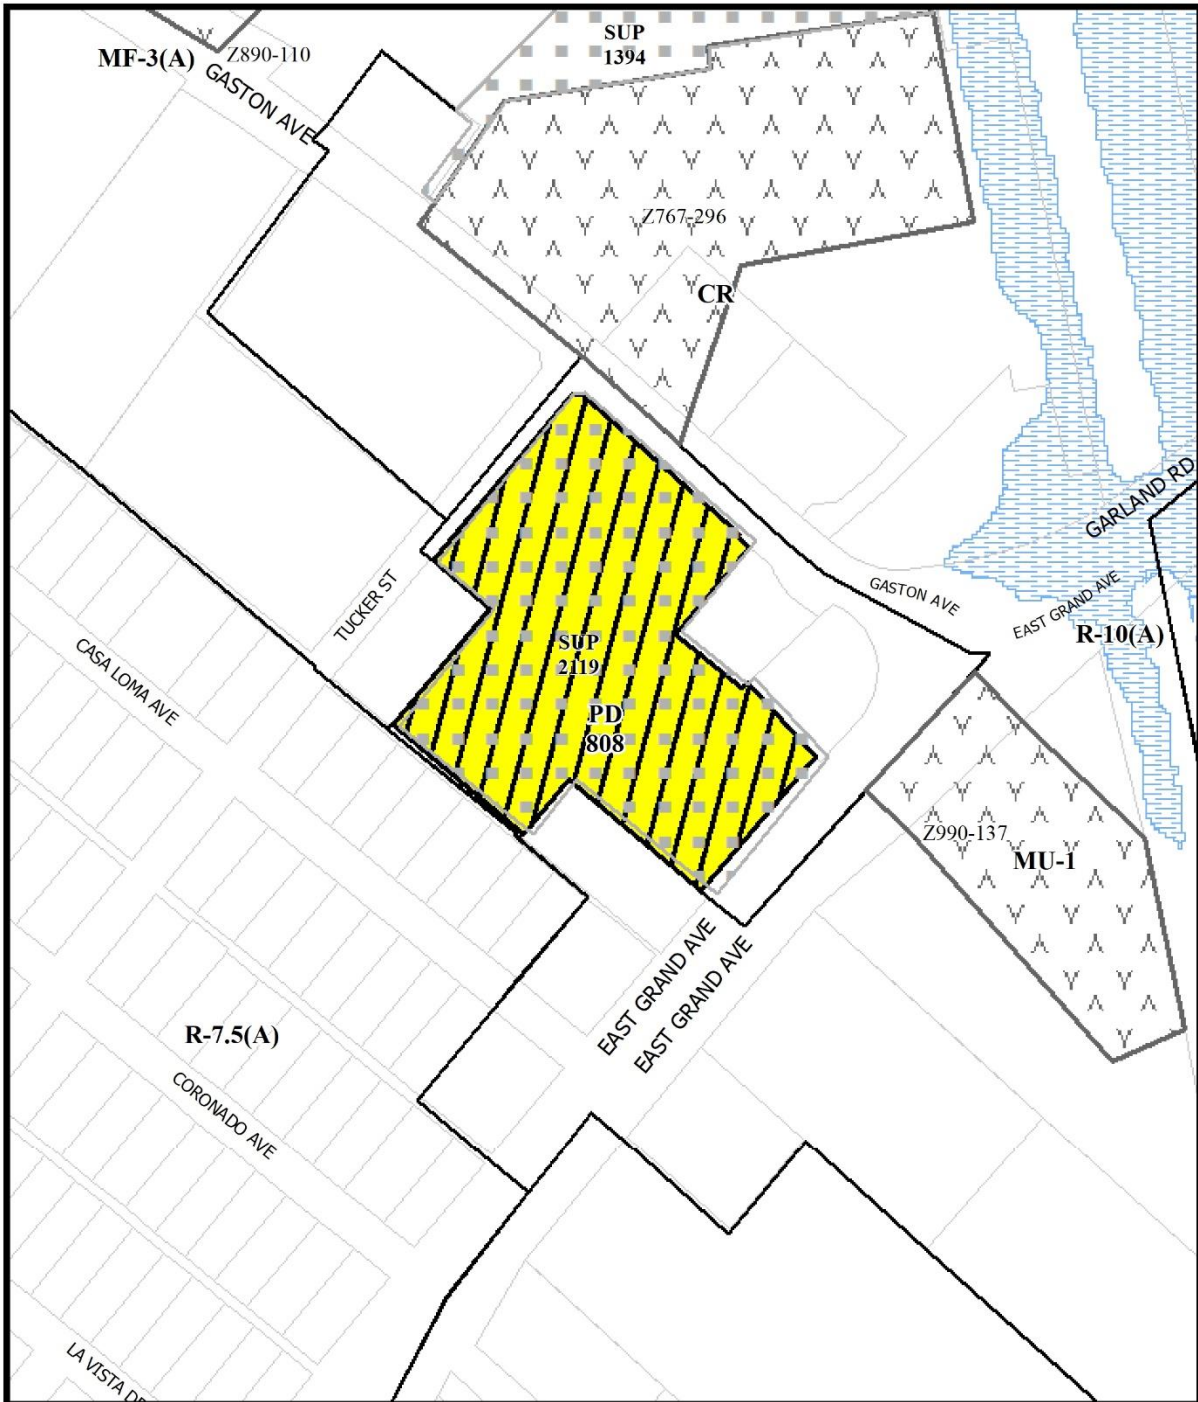 SUP
1394
MF-3(A)
Z890-110
GASTON AVE
Z767-296
CR
GARLAND RD
GASTON AVE
EAST GRAND AVE
R-10(A)
TUCKER ST
SUP
2119
CASA LOMA AVE
PD
808
Z990-137
MU-1
EAST GRAND AVE
EAST GRAND AVE
R-7.5(A)
CORONADO AVE
LA VISTA